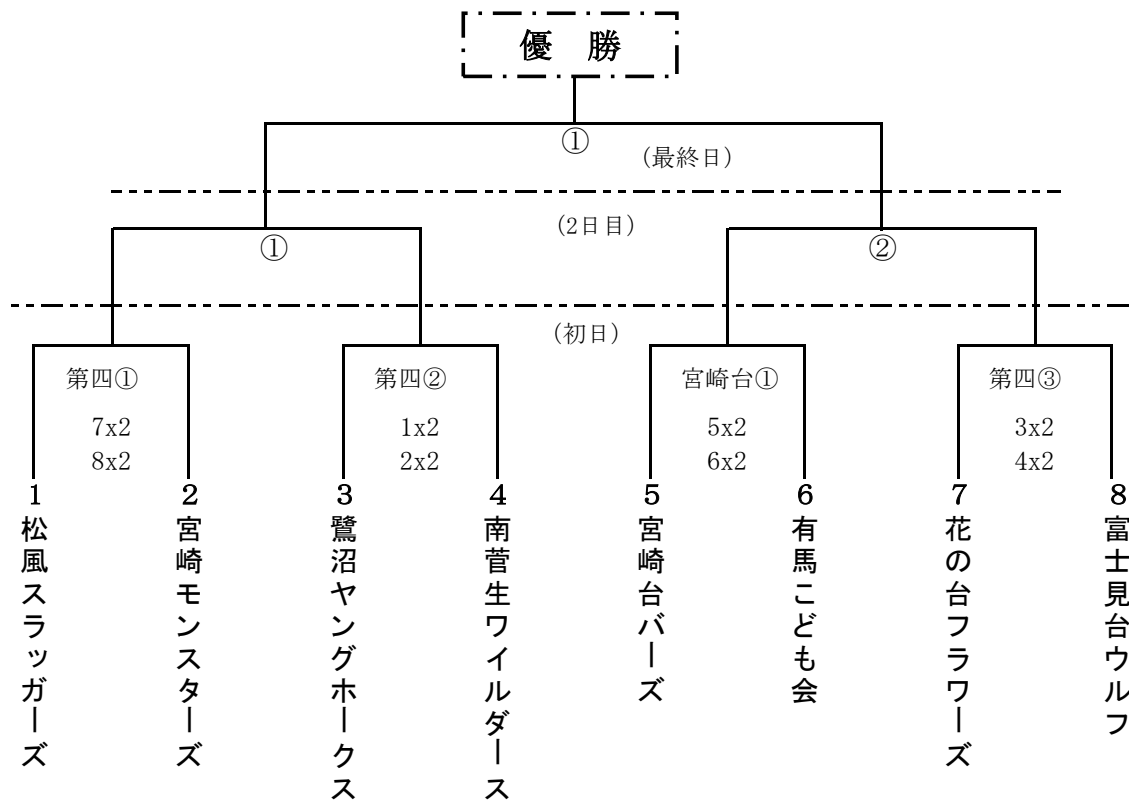 優 勝
①
(最終日)
(2日目)
①
②
(初日)
第四①
7x2
8x2
第四②
1x2
2x2
宮崎台①
5x2
6x2
第四③
3x2
4x2
1 松風スラッガーズ
2 宮崎モンスターズ
3 鷺沼ヤングホークス
4 南菅生ワイルダース
5 宮崎台バーズ
6 有馬こども会
7 花の台フラワーズ
8 富士見台ウルフ